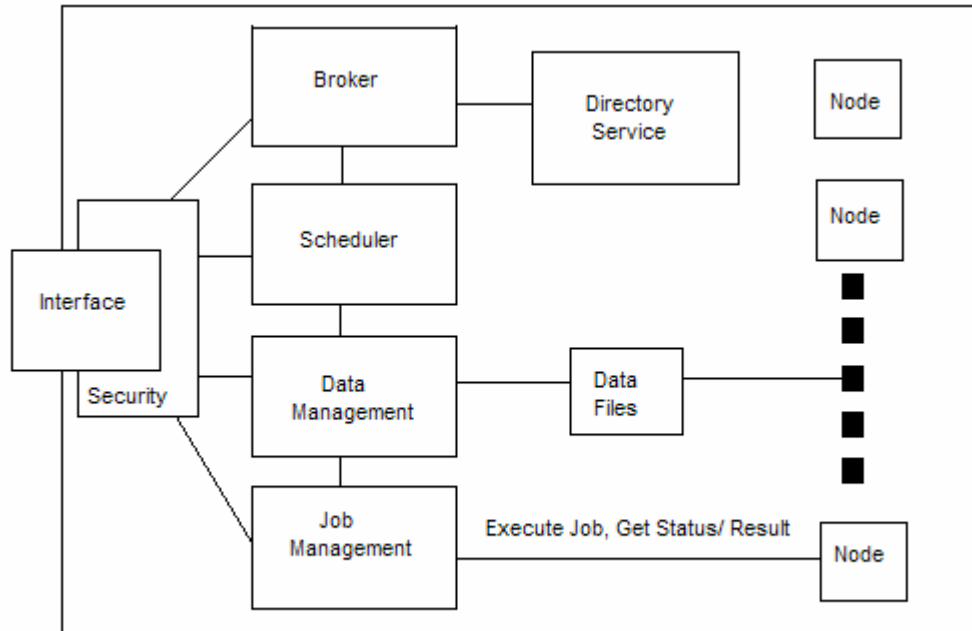 Broker
Directory
Service
Node
Node
Scheduler
Interface
Security
Data
Management
Data
Files
Job
Management
Execute Job, Get Status/ Result
Node